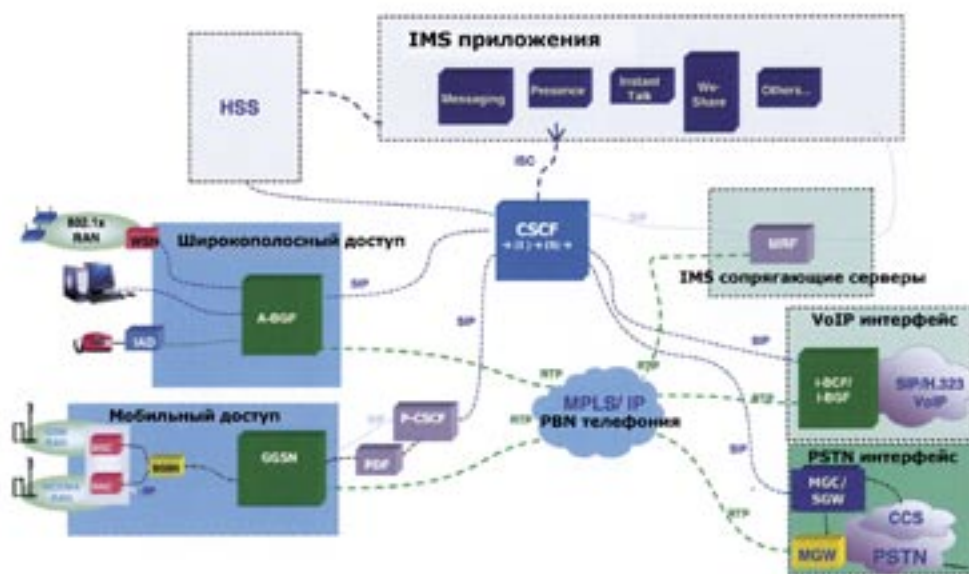 IMS приложения
Messaging
Presence
Instant
Talk
We-
Share
Others...
HSS
ISC
CSCF
SIP
MRF
IMS сопрягающие серверы
802.1x
RAN
WSN
Широкополосный доступ
A-BGF
SIP
IAD
SIP
RTP
RTP
MPLS/ IP
PBN телефония
SIP
VoIP интерфейс
I-BCF/
I-BGF
SIP/H.323
VoIP
RTP
Мобильный доступ
GGSN
P-CSCF
PDF
RTP
SIP
PSTN интерфейс
MGC/
SGW
CCS
MGW
PSTN
RTP